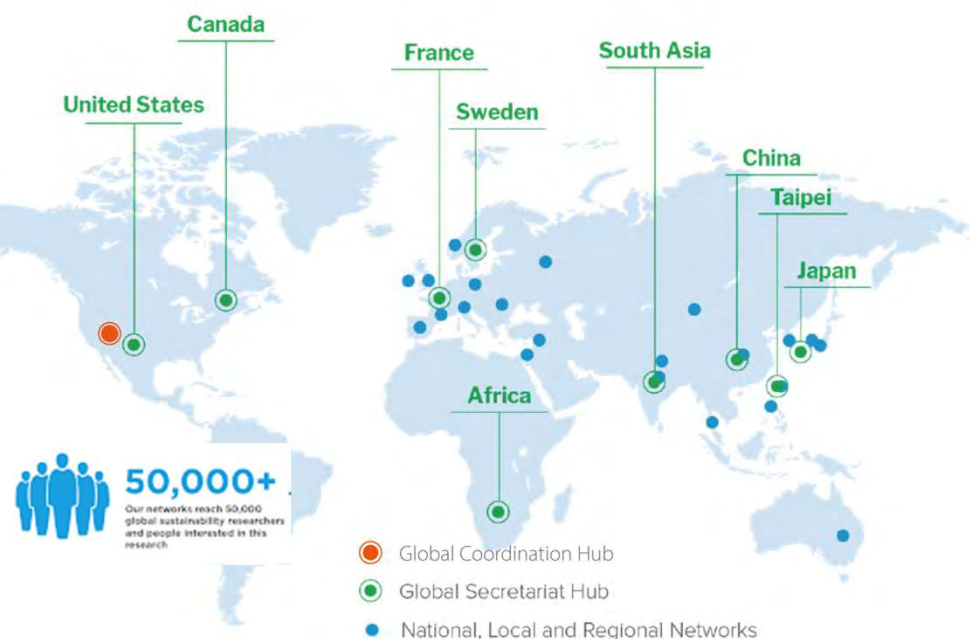 Canada
France
South Asia
United States
Sweden
China
Taipei
Japan
Africa
50,000+
Our networks reach 50,000
global sustainability researchers
and people interested in this
research
Global Coordination Hub
Global Secretariat Hub
National, Local and Regional Networks